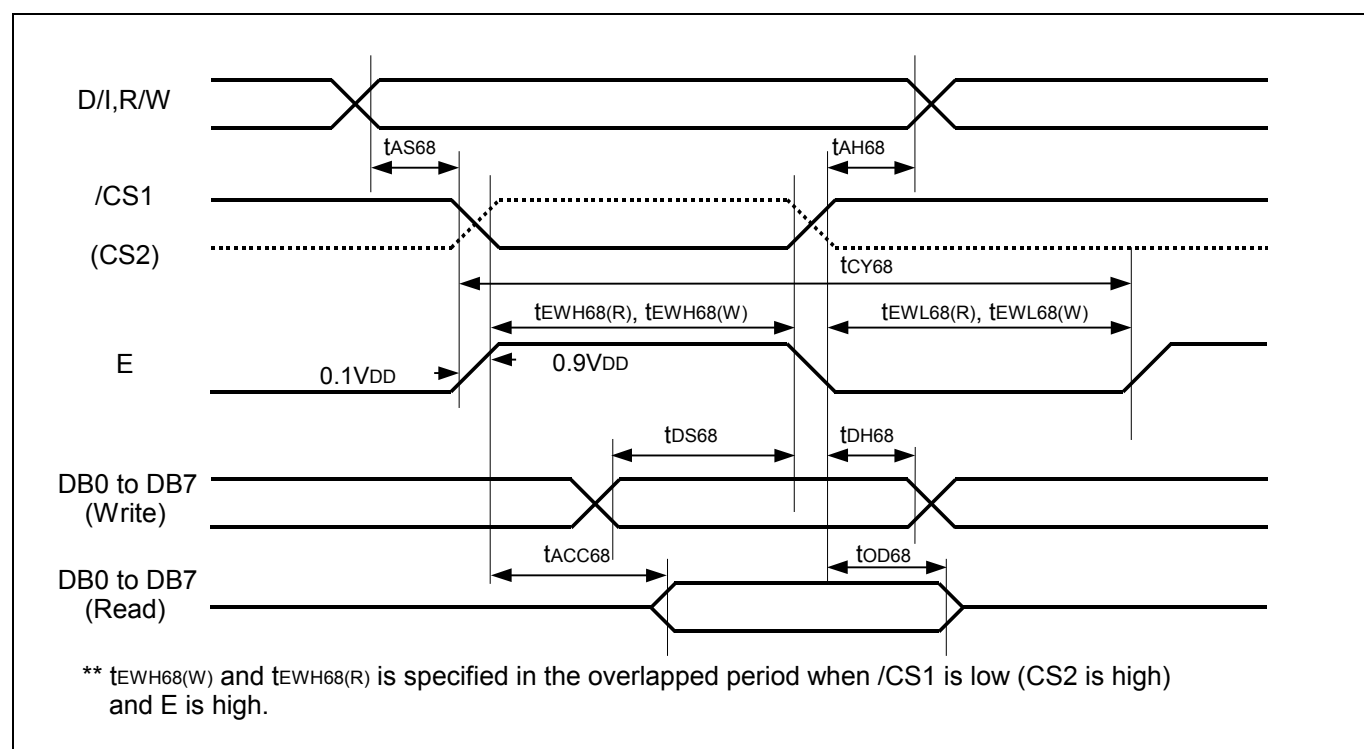 D/I,R/W
tAS68
tAH68
/CS1
(CS2)
tCY68
tEWH68(R), tEWH68(W)
tEWL68(R), tEWL68(W)
E
0.1VDD
0.9VDD
tDS68
tDH68
DB0 to DB7
(Write)
tACC68
tOD68
DB0 to DB7
(Read)
** tEWH68(W) and tEWH68(R) is specified in the overlapped period when /CS1 is low (CS2 is high)
and E is high.